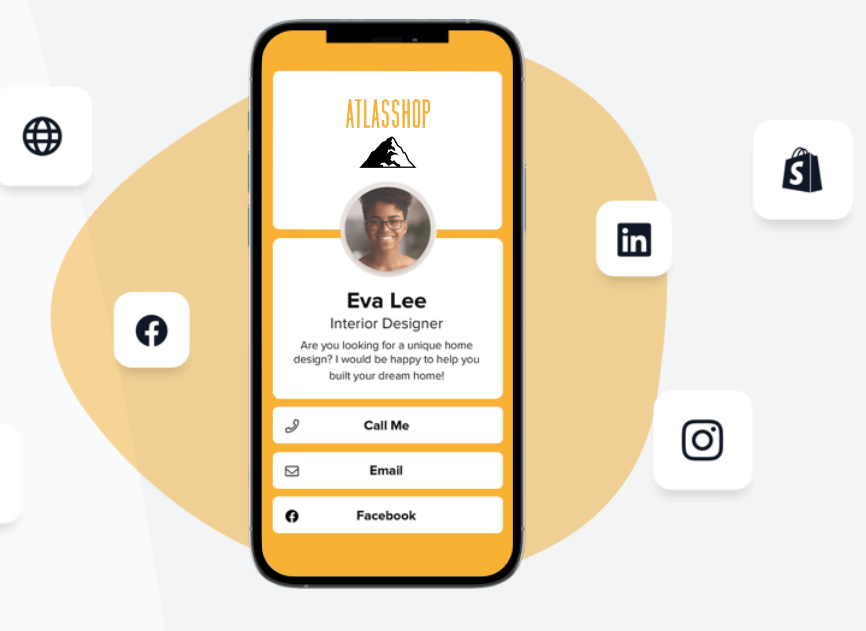 ATLASSHOP
Eva Lee
Interior Designer
Are you looking for a unique home
design? I would be happy to help you
built your dream home!
Call Me
Email
Facebook
in
S